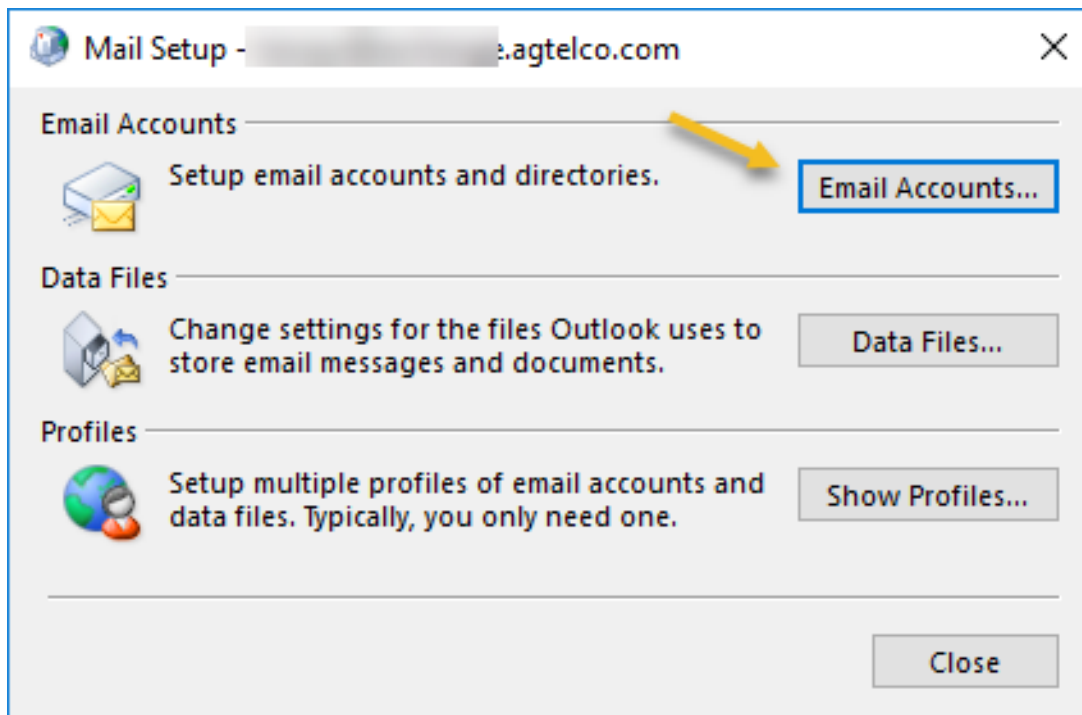 Mail Setup - e.agtelco.com
Email Accounts
Setup email accounts and directories.
Email Accounts...
Data Files
Change settings for the files Outlook uses to
store email messages and documents.
Data Files...
Profiles
Setup multiple profiles of email accounts and
data files. Typically, you only need one.
Show Profiles...
Close